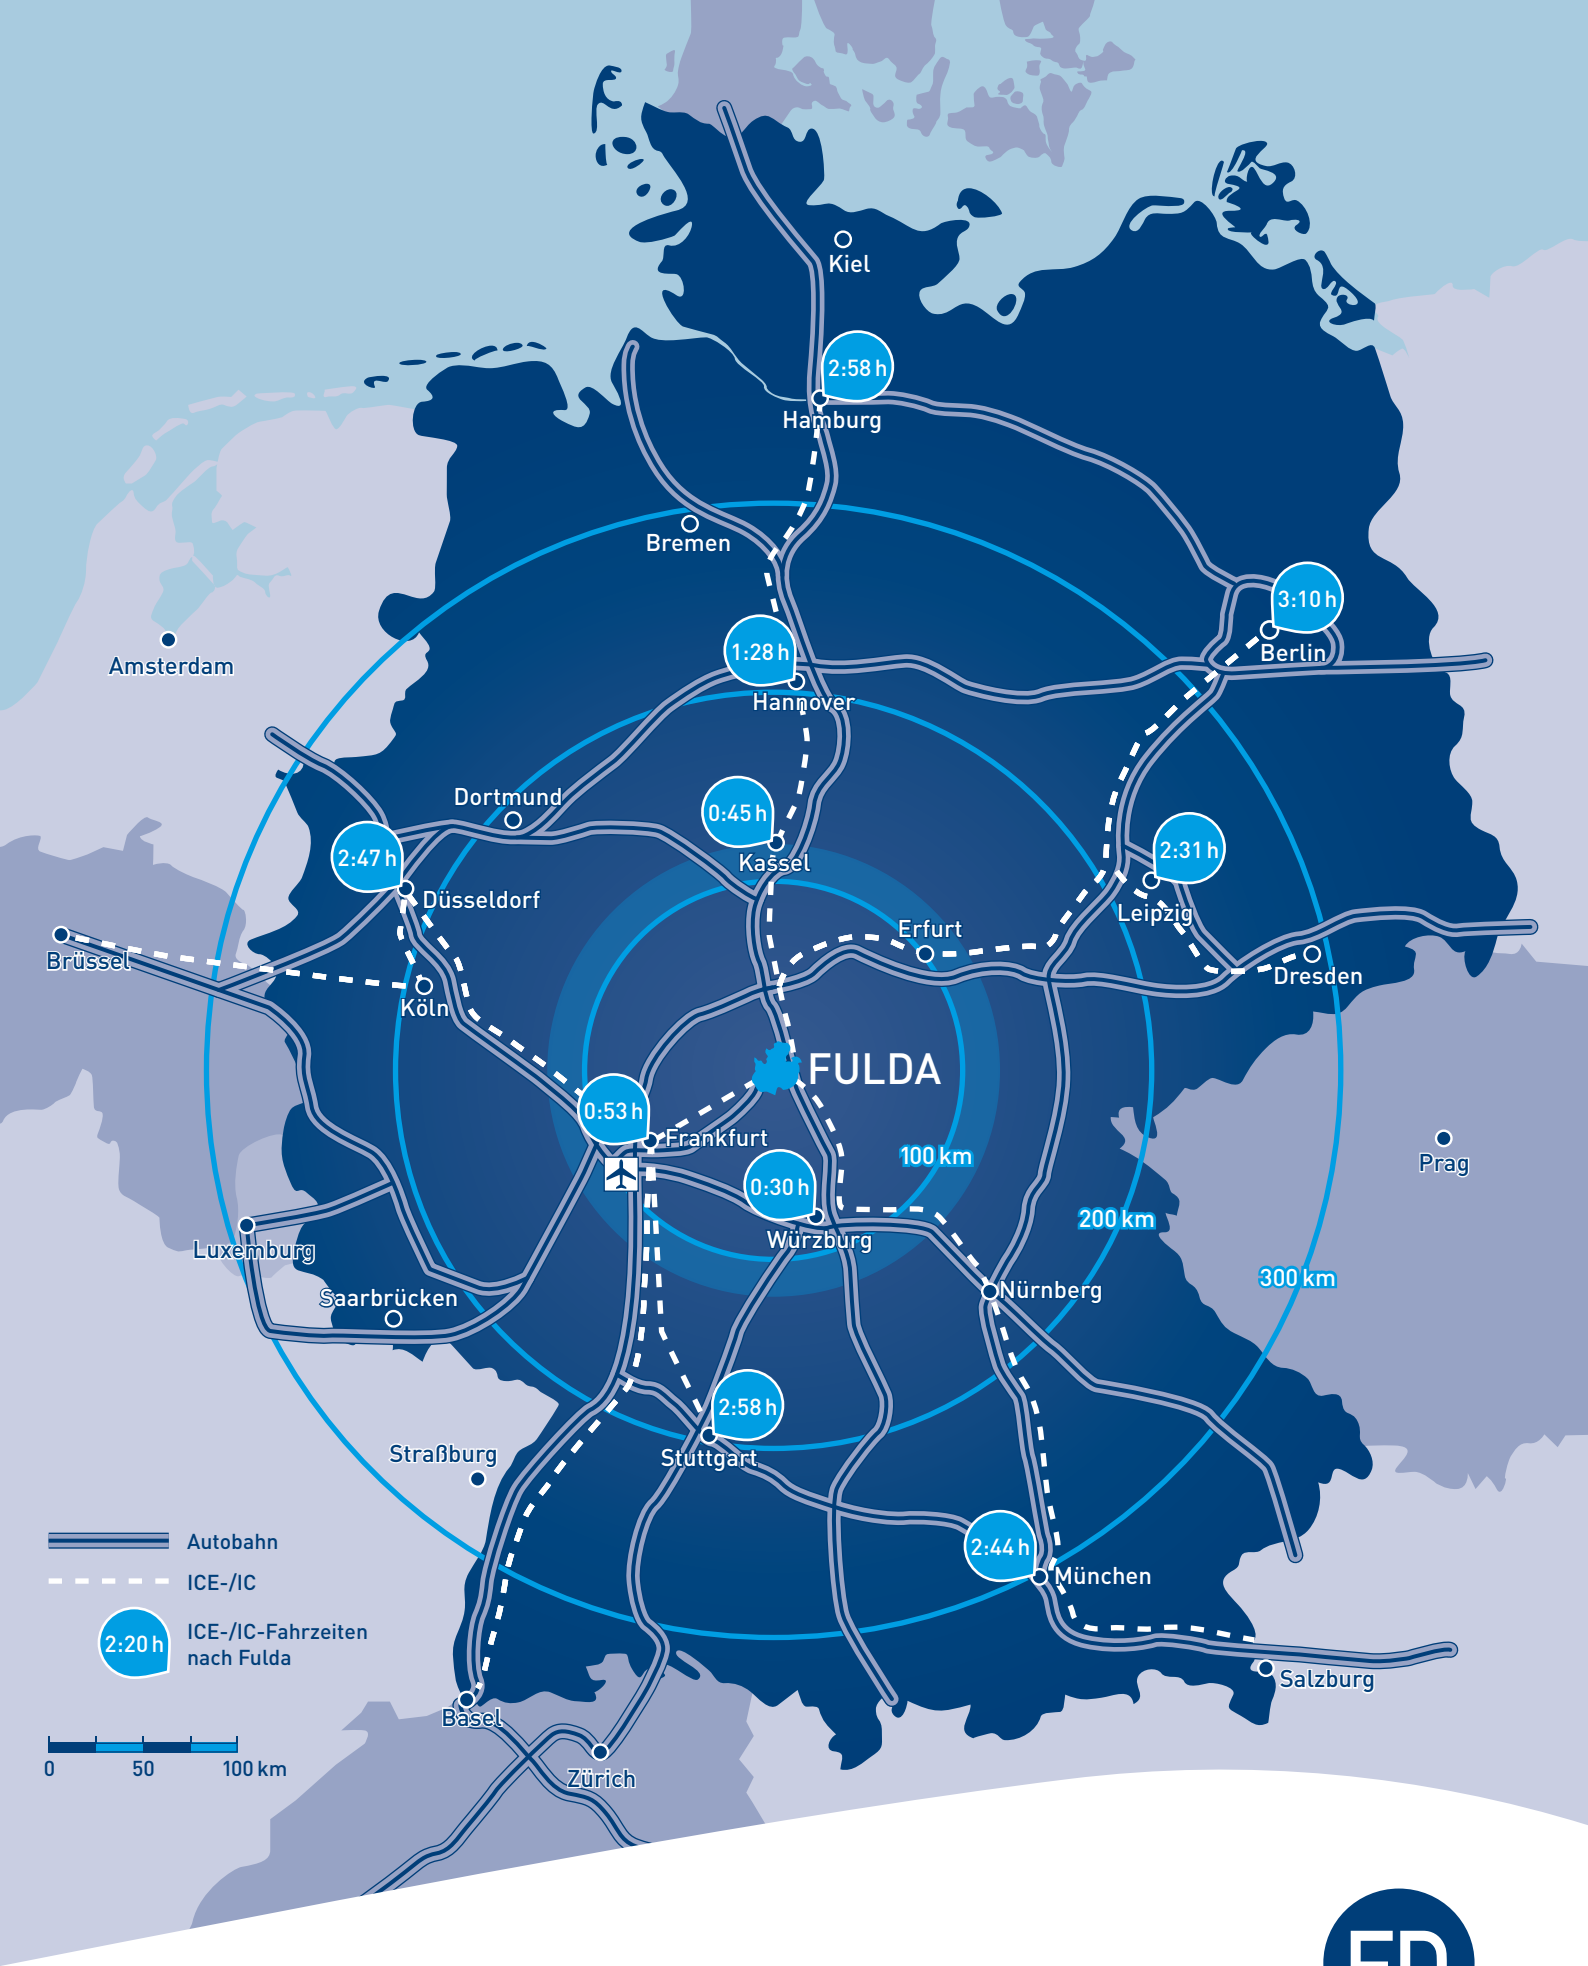 Kiel
2:58 h
Hamburg
Bremen
3:10 h
Berlin
1:28 h
Hannover
Amsterdam
Dortmund
0:45 h
Kassel
2:47 h
Düsseldorf
2:31 h
Leipzig
Erfurt
Brüssel
Köln
Dresden
FULDA
0:53 h
Frankfurt
100 km
Prag
0:30 h
Würzburg
200 km
Luxemburg
300 km
Saarbrücken
Nürnberg
2:58 h
Stuttgart
Straßburg
2:44 h
München
Autobahn
ICE-/IC
2:20 h
ICE-/IC-Fahrzeiten
nach Fulda
Salzburg
Basel
Zürich
0 50 100 km